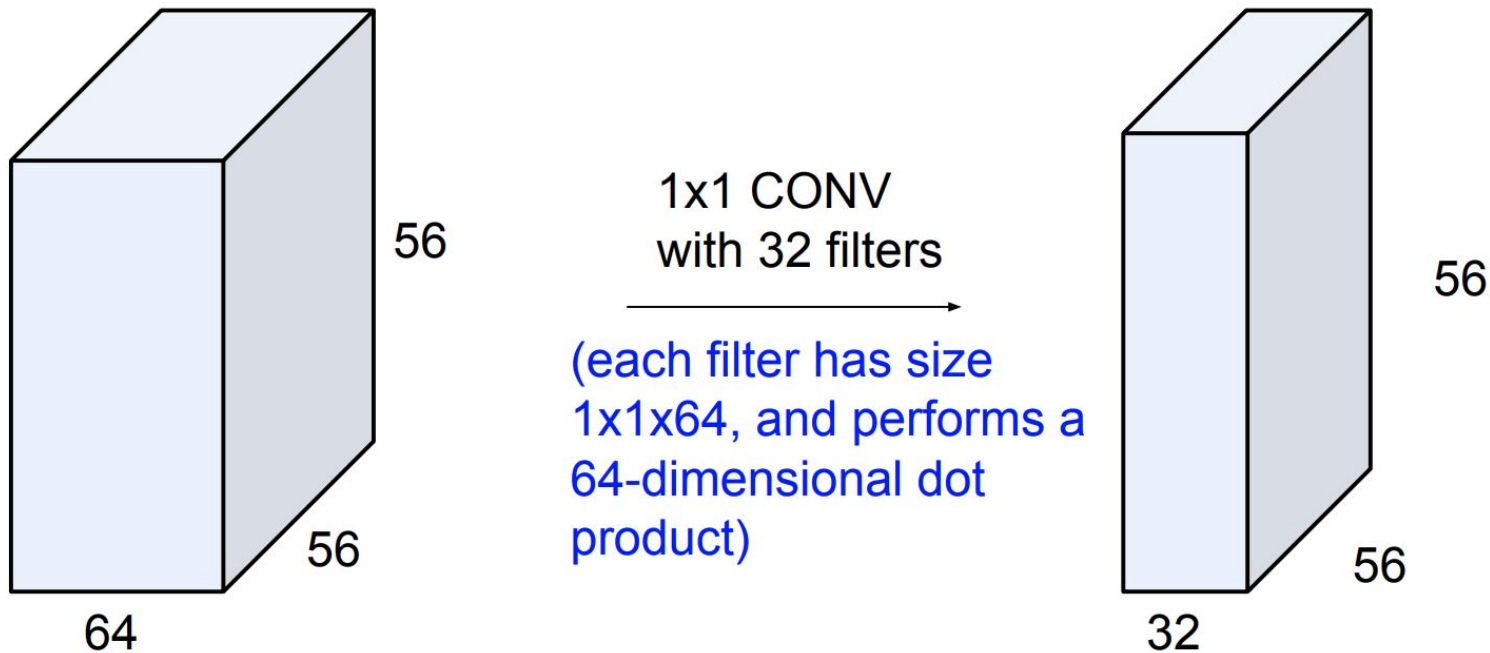 56
56
64
1x1 CONV
with 32 filters
(each filter has size
1x1x64, and performs a
64-dimensional dot
product)
56
56
32